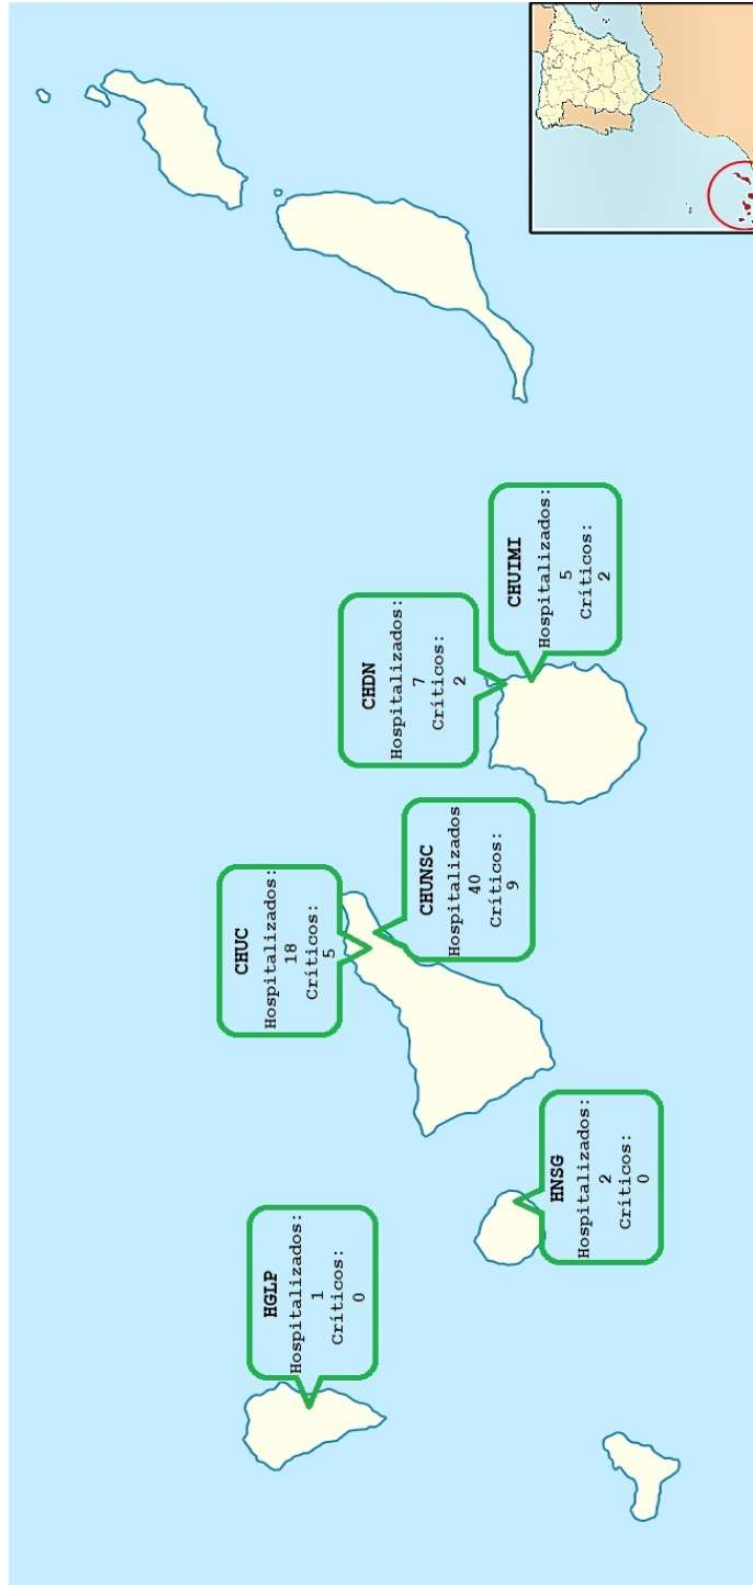 HGLP
Hospitalizados:
1
Críticos:
0
HNSG
Hospitalizados:
2
Críticos:
0
CHUC
Hospitalizados:
18
Críticos:
5
CHUNSC
Hospitalizados
40
Críticos:
9
CHDN
Hospitalizados:
7
Críticos:
2
CHUIMI
Hospitalizados:
5
Críticos:
2